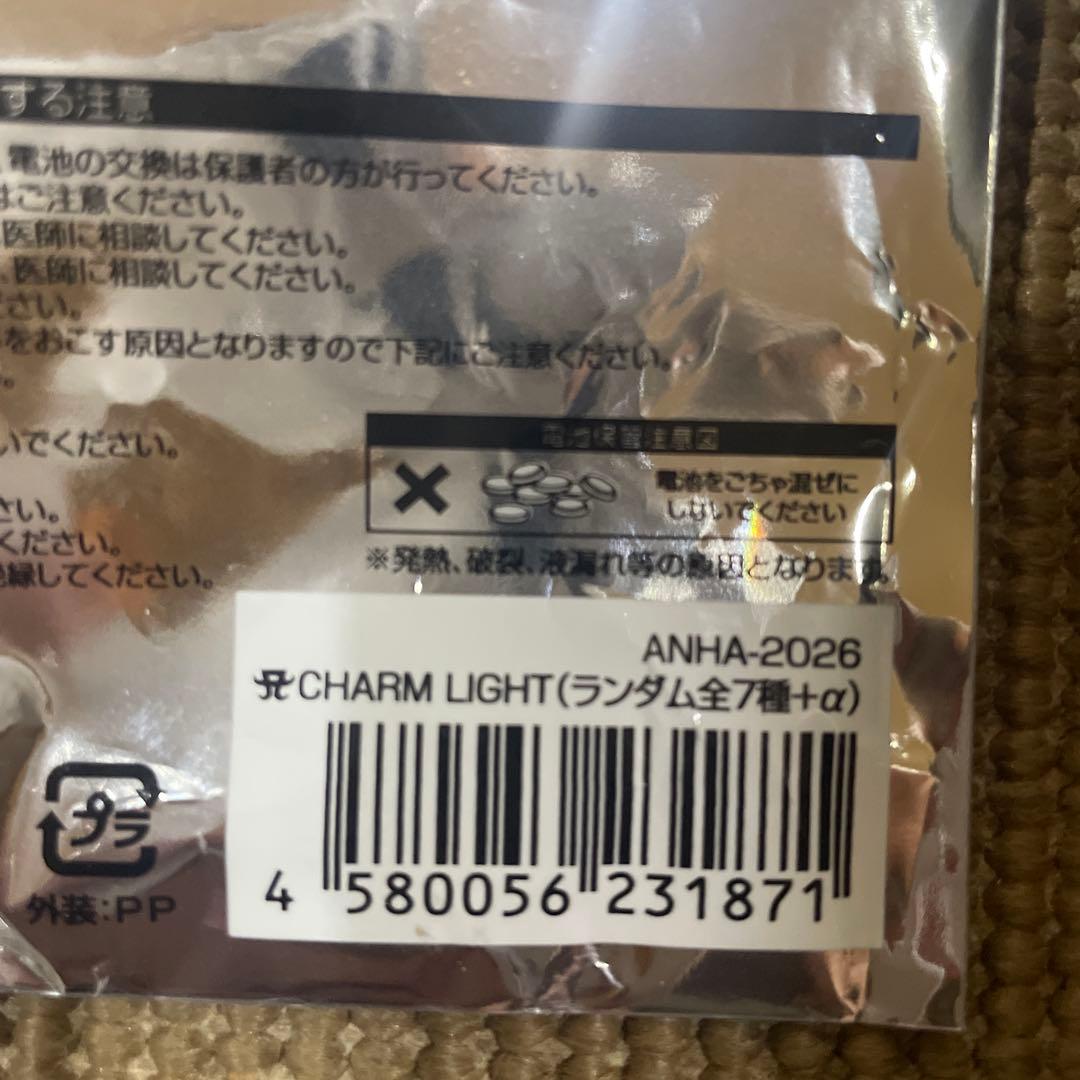 する注意
電池の交換は保護者の方が行ってください。
はご注意ください。
医師に相談してください。
、医師に相談してください。
ださい。
をおこす原因となりますので下記にご注意ください。
いでください。
さい。
ください。
絶縁してください。
電池保管注意図
電池をごちゃ混ぜに
しないでください
※発熱、破裂、液漏れ等の原因となります。
ANHA-2026
CHARM LIGHT(ランダム全7種+α)
4 580056 231871
プラ
外装:PP